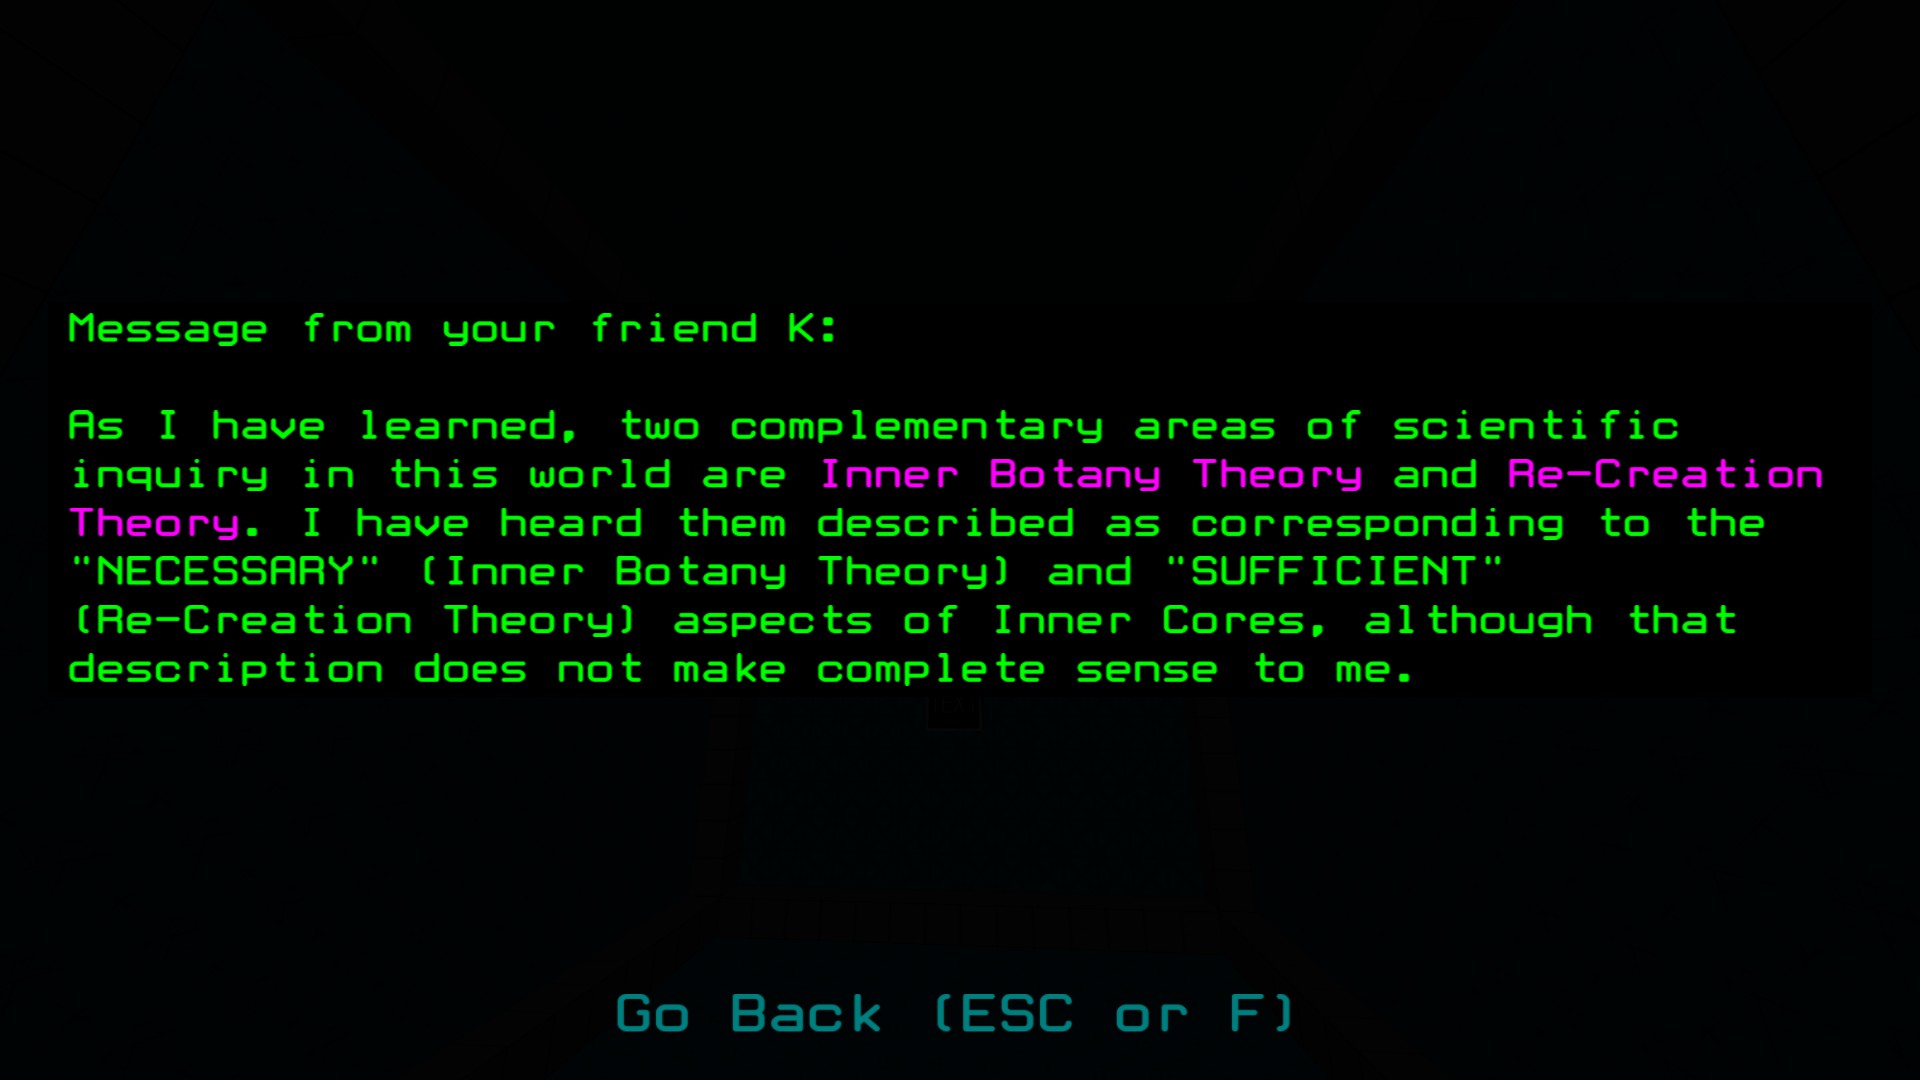 Message from your friend K:
As I have learned, two complementary areas of scientific
inquiry in this world are Inner Botany Theory and Re-Creation
Theory. I have heard them described as corresponding to the
"NECESSARY" (Inner Botany Theory) and "SUFFICIENT"
(Re-Creation Theory) aspects of Inner Cores, although that
description does not make complete sense to me.
TEXT
Go Back (ESC or F)